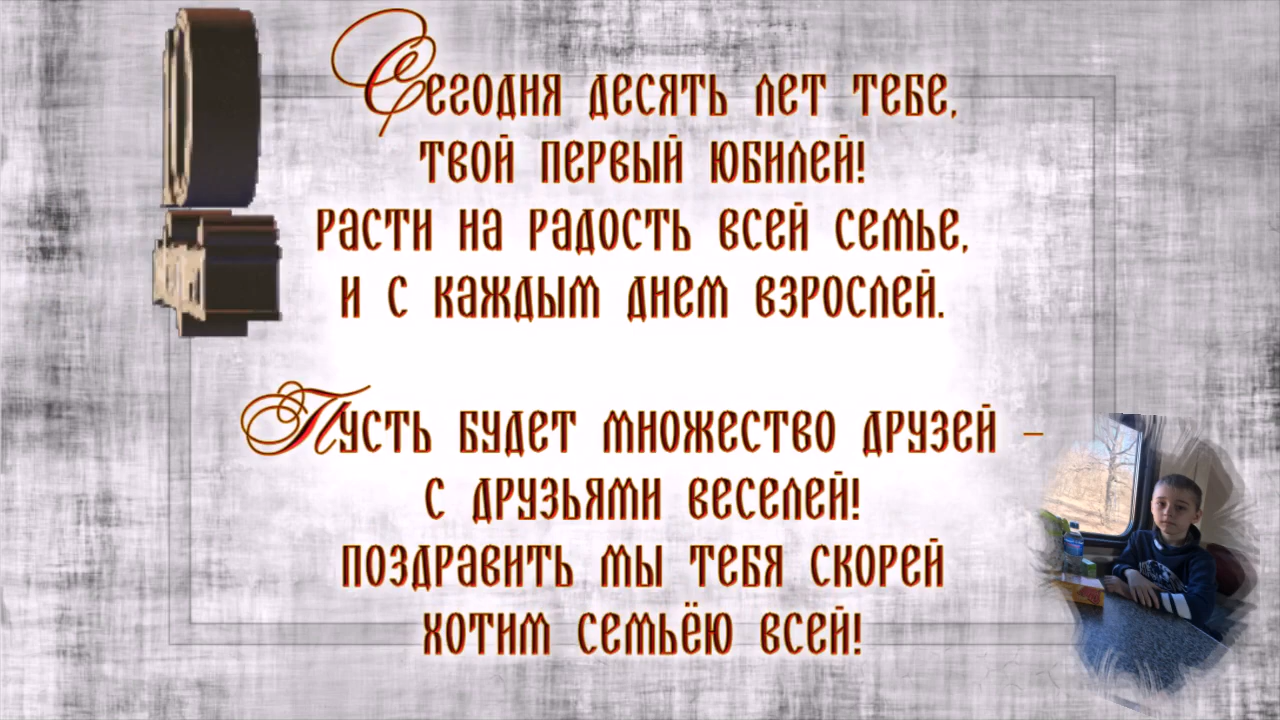 Сегодня десять лет тебе,
твой первый юбилей!
расти на радость всей семье,
и с каждым днем взрослей.
Пусть будет множество друзей –
с друзьями веселей!
поздравить мы тебя скорей
хотим семьёю всей!